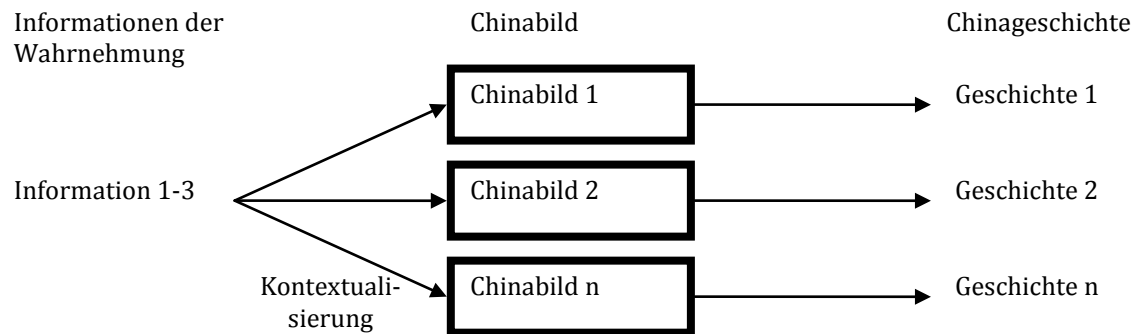 Informationen der
Wahrnehmung
Chinabild
Chinageschichte
Chinabild 1
Geschichte 1
Information 1-3
Chinabild 2
Geschichte 2
Kontextuali-
sierung
Chinabild n
Geschichte n